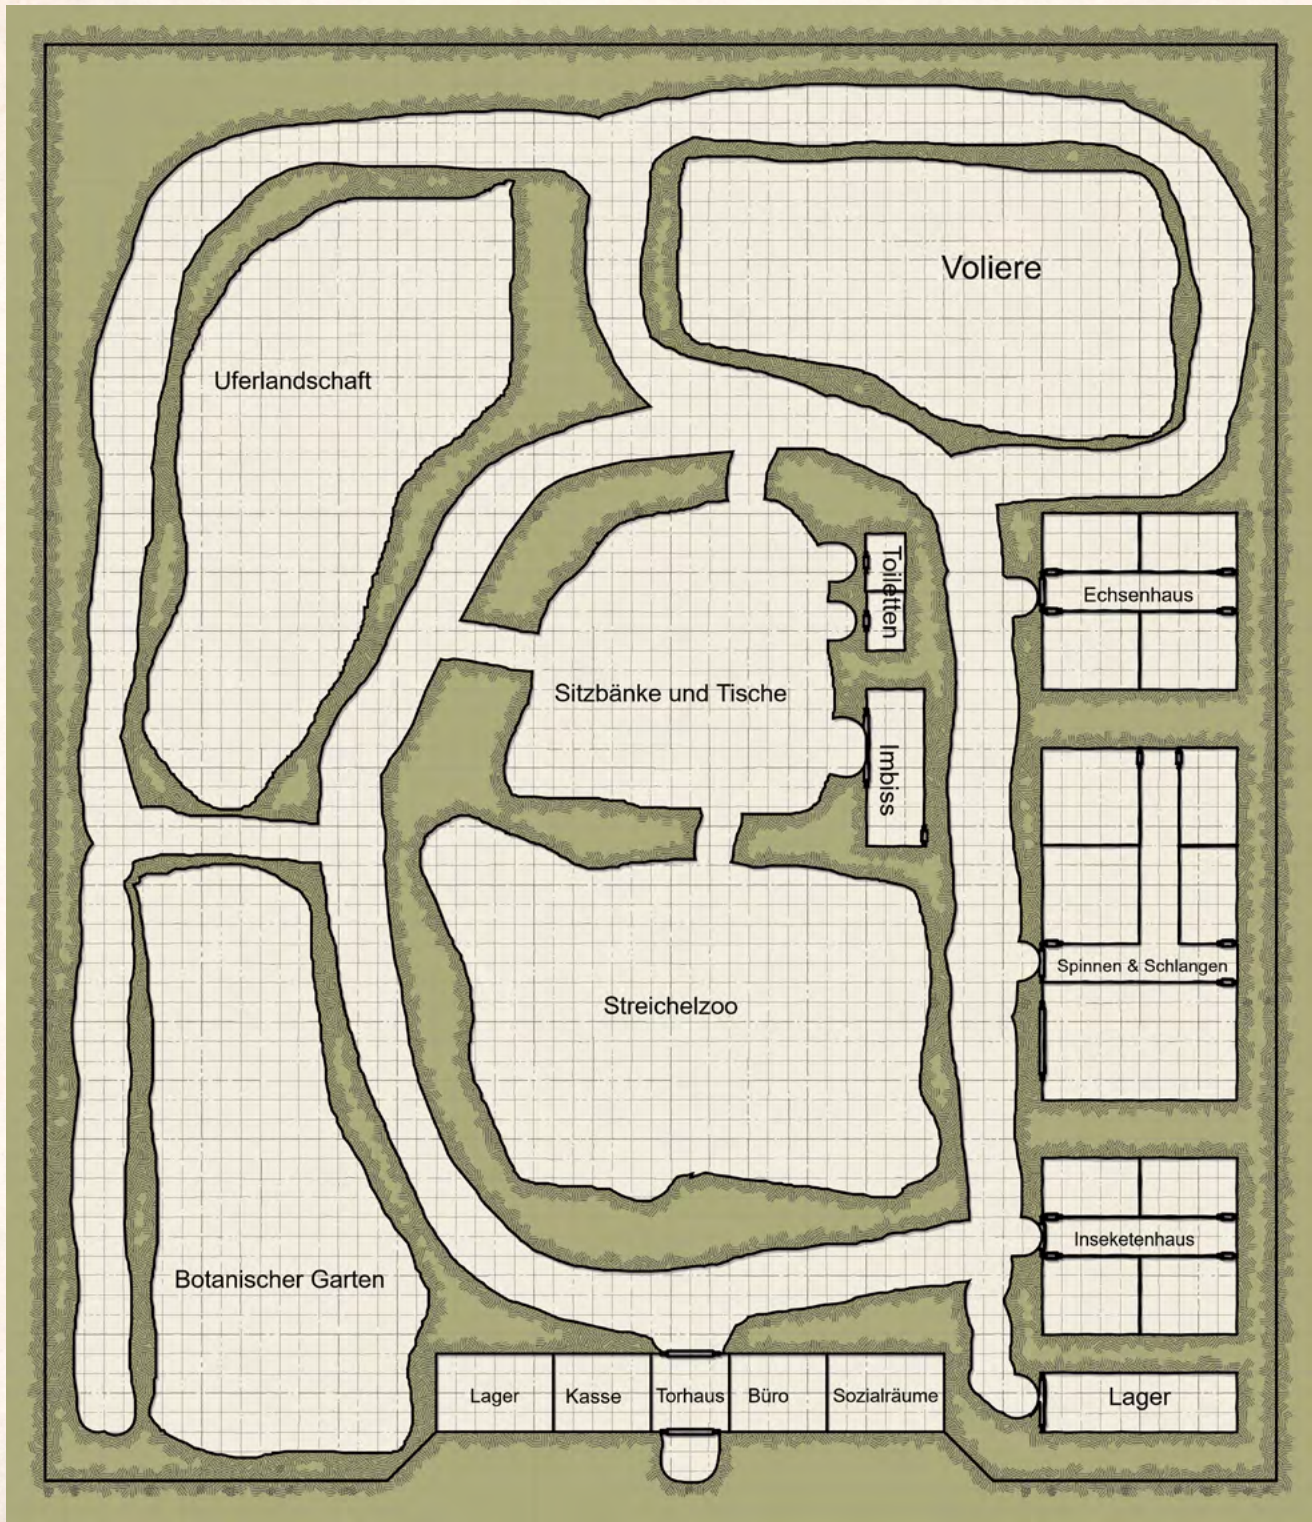 Voliere
Uferlandschaft
Toiletten
Echsenhaus
Sitzbänke und Tische
Imbiss
Spinnen & Schlangen
Streichelzoo
Inseketenhaus
Botanischer Garten
Lager
Kasse
Torhaus
Büro
Sozialräume
Lager